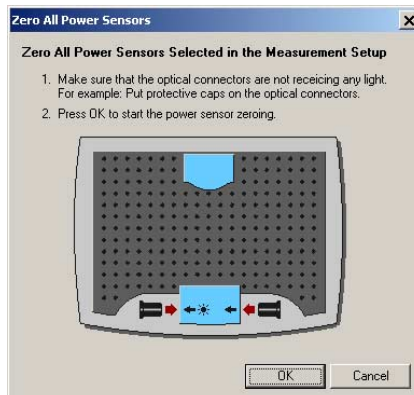 Zero All Power Sensors
Zero All Power Sensors Selected in the Measurement Setup
1. Make sure that the optical connectors are not receicing any light.
For example: Put protective caps on the optical connectors.
2. Press OK to start the power sensor zeroing.
OK Cancel